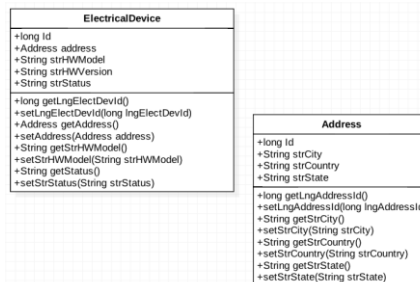 ElectricalDevice
+long Id
+Address address
+String strHWModel
+String strHWVersion
+String strStatus
+long getLngElectDevId()
+setLngElectDevId(long lngElectDevId)
+Address getAddress()
+setAddress(Address address)
+String getStrHWModel()
+setStrHWModel(String strHWModel)
+String getStatus()
+setStrStatus(String strStatus)
Address
+long Id
+String strCity
+String strCountry
+String strState
+long getLngAddressId()
+setLngAddressId(long lngAddressId
+String getStrCity()
+setStrCity(String strCity)
+String getStrCountry()
+setStrCountry(String strCountry)
+String getStrState()
+setStrState(String strState)